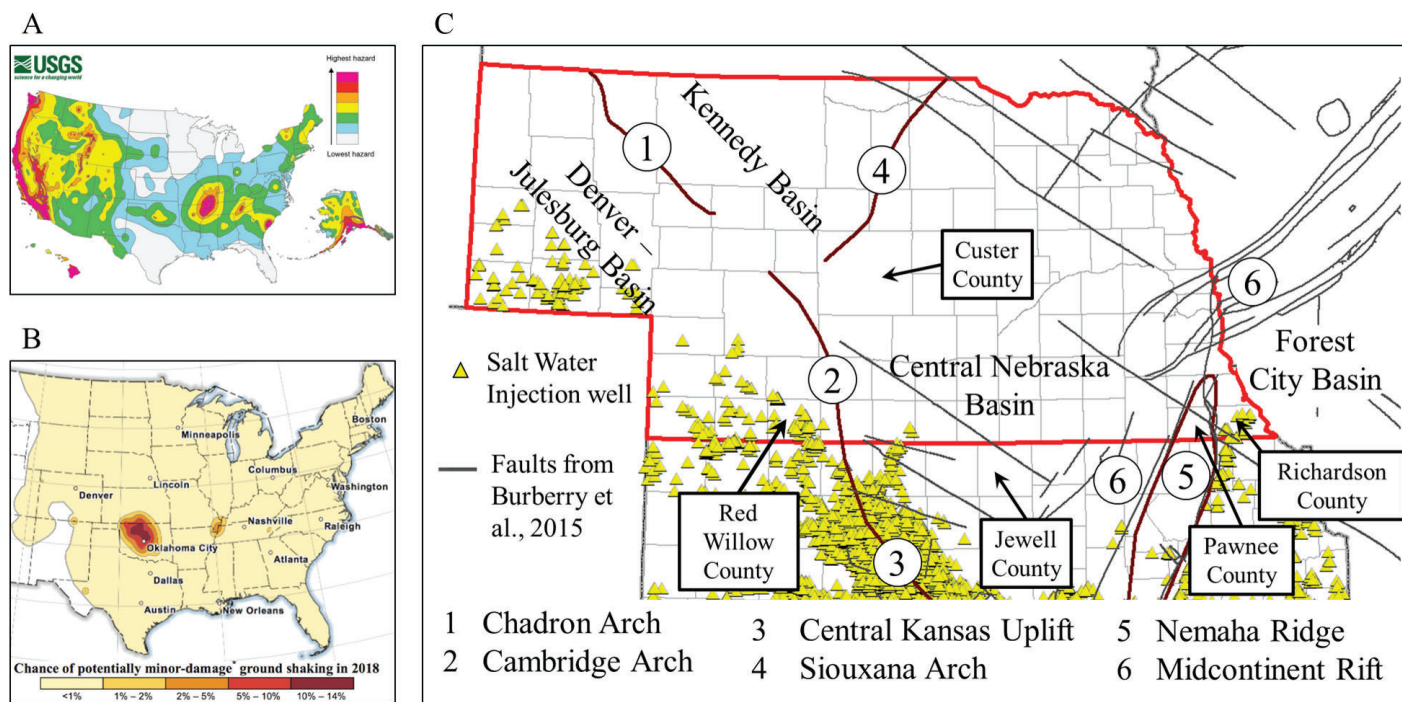 A
USGS
science for a changing world
Highest hazard
Lowest hazard
B
Minneapolis
Boston
Columbus
Washington
Denver
Lincoln
Nashville
Raleigh
Oklahoma City
Atlanta
Dallas
Austin
New Orleans
Chance of potentially minor-damage* ground shaking in 2018
<1%
1% – 2%
2% – 5%
5% – 10%
10% – 14%
C
1
Kennedy Basin
4
Denver –
Julesburg Basin
Custer
County
6
Salt Water
Injection well
2
Central Nebraska
Basin
Forest
City Basin
Faults from
Burberry et
al., 2015
Red
Willow
County
3
Jewell
County
6
5
Pawnee
County
Richardson
County
1 Chadron Arch
2 Cambridge Arch
3 Central Kansas Uplift
4 Siouxana Arch
5 Nemaha Ridge
6 Midcontinent Rift